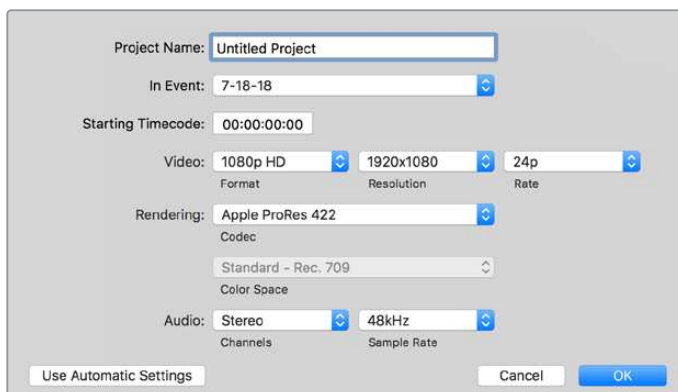 Project Name: Untitled Project
In Event: 7-18-18
Starting Timecode: 00:00:00:00
Video: 1080p HD 1920x1080 24p
Format Resolution Rate
Rendering: Apple ProRes 422
Codec
Standard - Rec. 709
Color Space
Audio: Stereo 48kHz
Channels Sample Rate
Use Automatic Settings Cancel OK